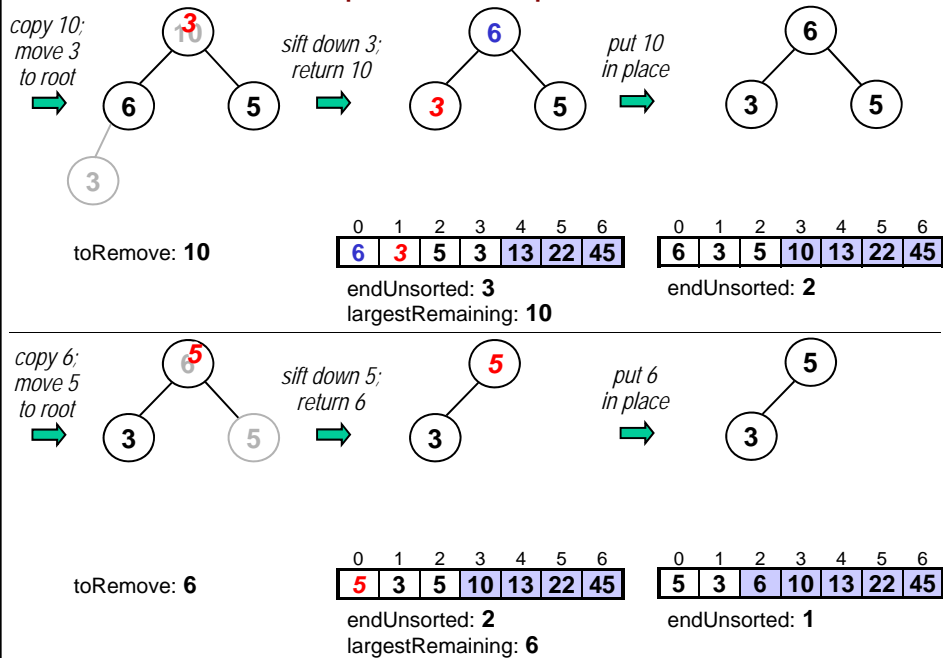 copy 10;
move 3
to root
10
3
6
5
3
sift down 3;
return 10
6
3
5
put 10
in place
6
3
5
toRemove: 10
0 1 2 3 4 5 6
6 3 5 3 13 22 45
endUnsorted: 3
largestRemaining: 10
0 1 2 3 4 5 6
6 3 5 10 13 22 45
endUnsorted: 2
copy 6;
move 5
to root
6
5
3
5
sift down 5;
return 6
5
3
put 6
in place
5
3
toRemove: 6
0 1 2 3 4 5 6
5 3 5 10 13 22 45
endUnsorted: 2
largestRemaining: 6
0 1 2 3 4 5 6
5 3 6 10 13 22 45
endUnsorted: 1